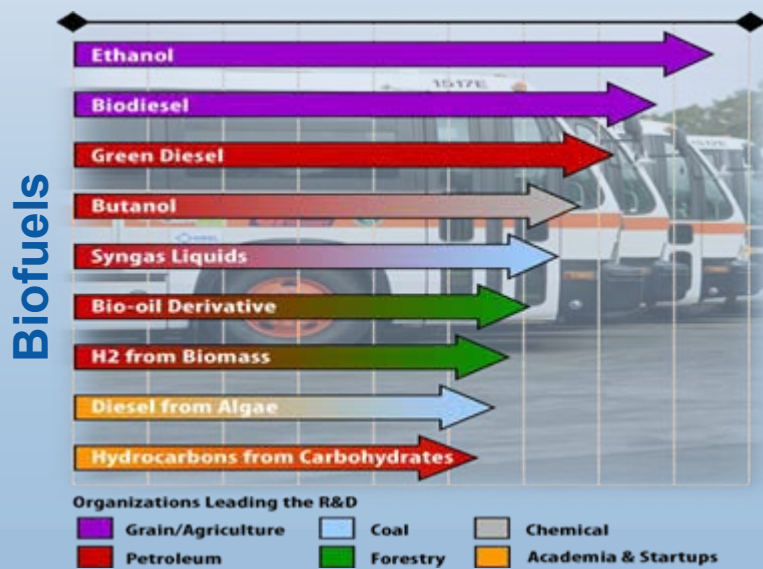 Biofuels
Ethanol
1517E
Biodiesel
Green Diesel
Butanol
Syngas Liquids
Bio-oil Derivative
H2 from Biomass
Diesel from Algae
Hydrocarbons from Carbohydrates
Organizations Leading the R&D
Grain/Agriculture
Coal
Chemical
Petroleum
Forestry
Academia & Startups